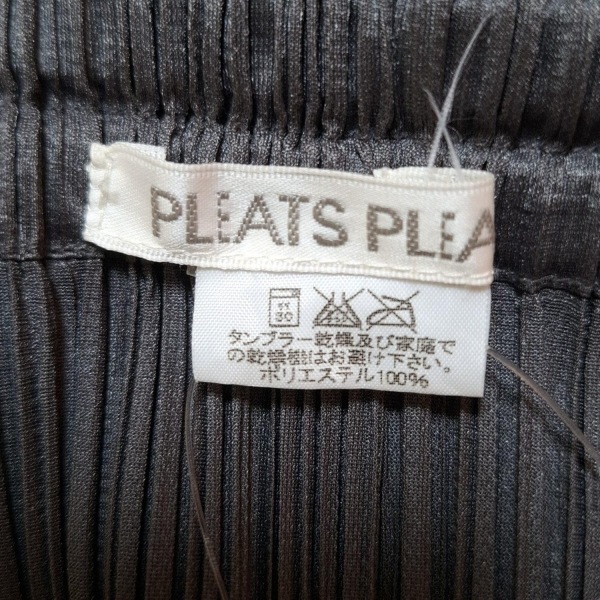 PLEATS PLEA
タンブラー乾燥及び家庭で
の乾燥機はお避け下さい。
ポリエステル100%